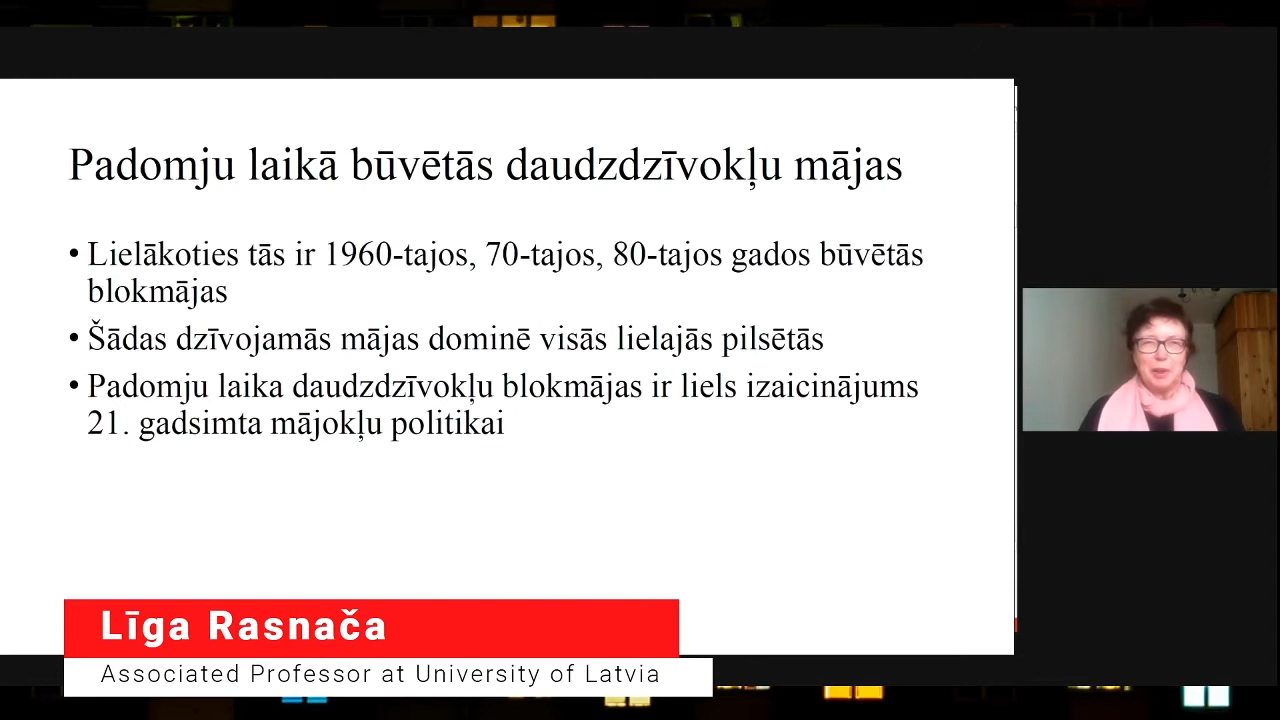 Padomju laikā būvētās daudzdzīvokļu mājas
• Lielākoties tās ir 1960-tajos, 70-tajos, 80-tajos gados būvētās
blokmājas
• Šādas dzīvojamās mājas dominē visās lielajās pilsētās
• Padomju laika daudzdzīvokļu blokmājas ir liels izaicinājums
21. gadsimta mājokļu politikai
Līga Rasnača
Associated Professor at University of Latvia